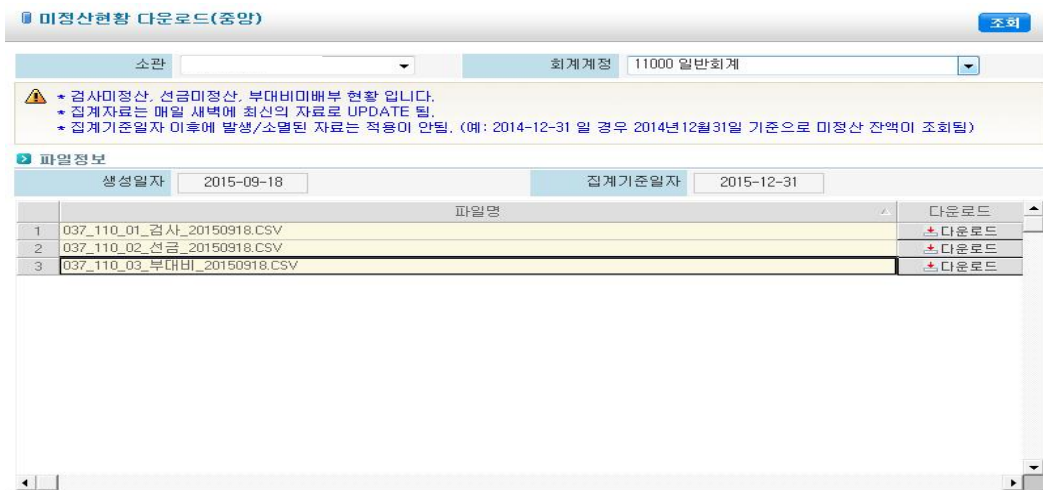 미정산현황 다운로드(중앙)
조회
소관
회계계정 11000 일반회계
* 검사미정산, 선금미정산, 부대비미배부 현황 입니다.
* 집계자료는 매일 새벽에 최신의 자료로 UPDATE 됨.
* 집계기준일자 이후에 발생/소멸된 자료는 적용이 안됨. (예: 2014-12-31 일 경우 2014년12월31일 기준으로 미정산 잔액이 조회됨)
파일정보
생성일자 2015-09-18 집계기준일자 2015-12-31
파일명 다운로드
1 037_110_01_검사_20150918.CSV 다운로드
2 037_110_02_선금_20150918.CSV 다운로드
3 037_110_03_부대비_20150918.CSV 다운로드